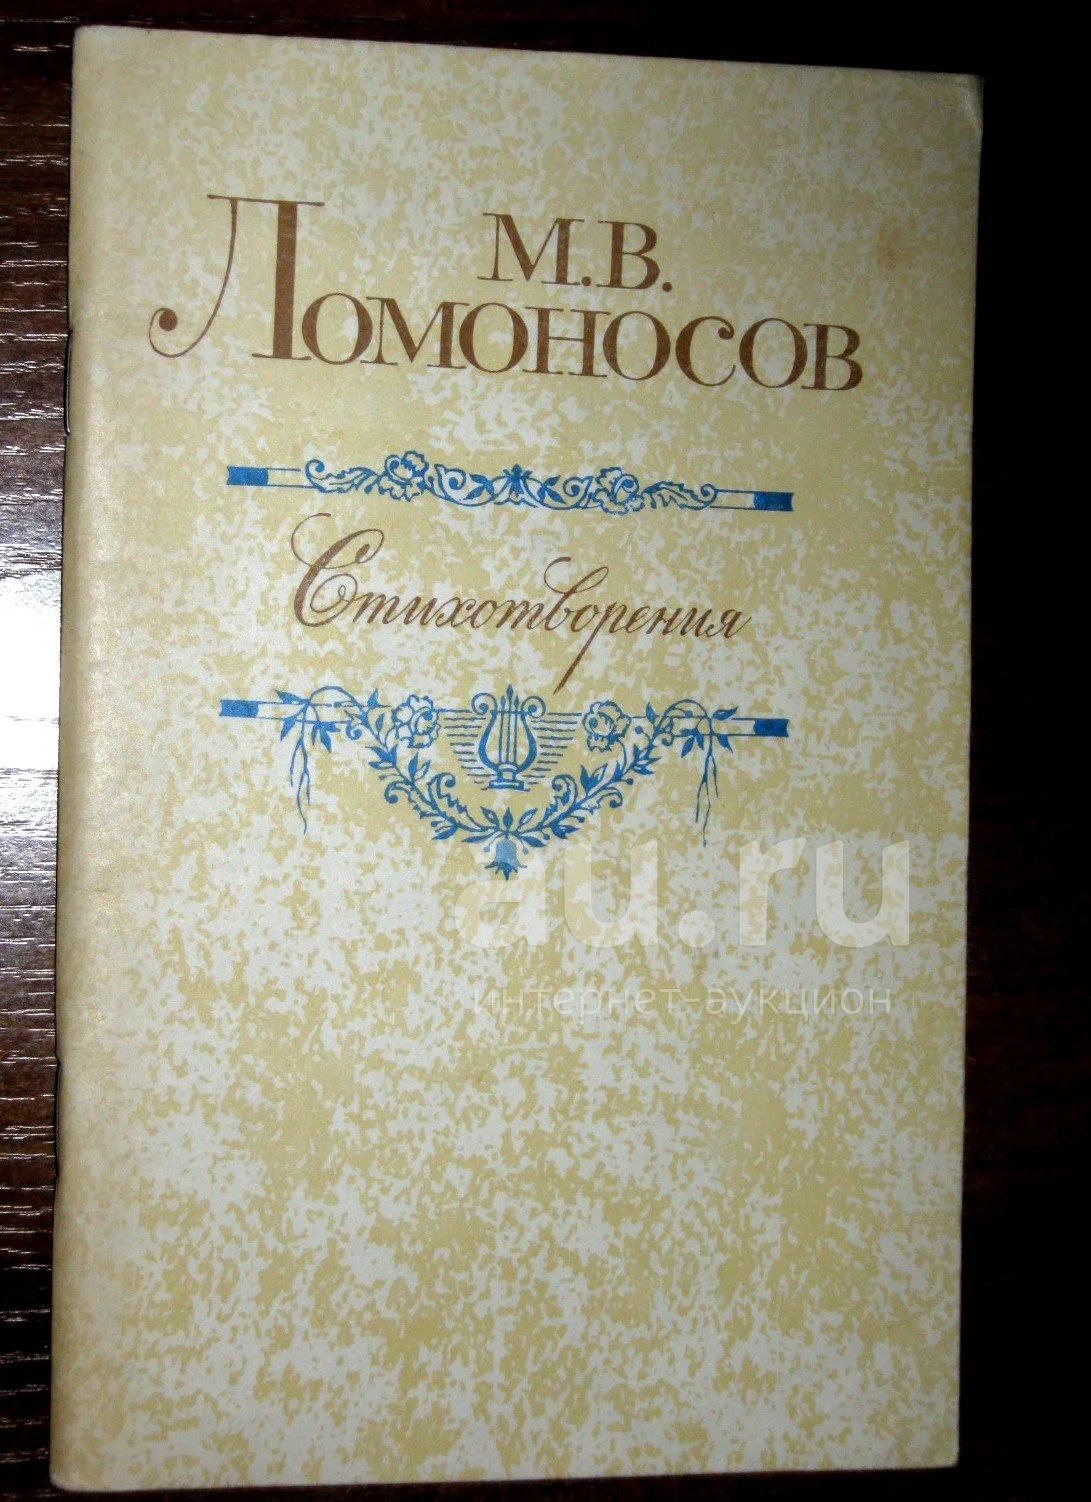 М.В.
Ломоносов
Стихотворения
au.ru
интернет-аукцион